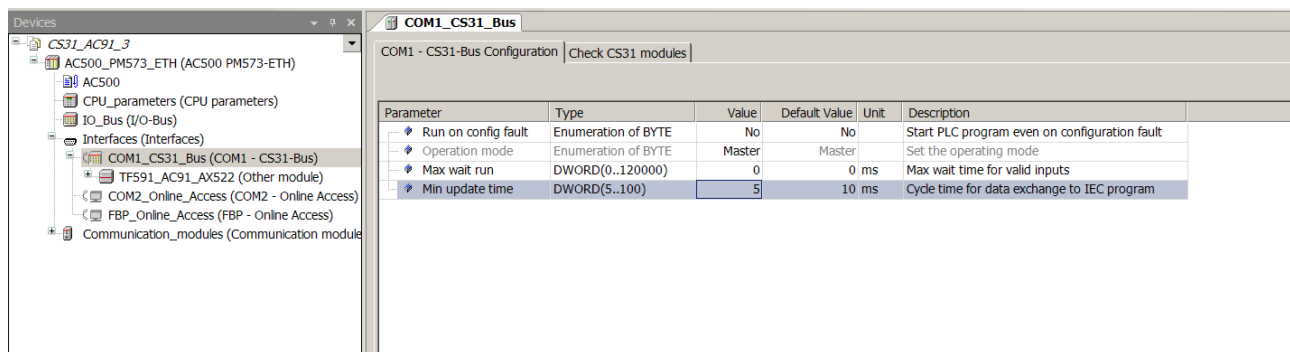 Devices
CS31_AC91_3
AC500_PM573_ETH (AC500 PM573-ETH)
AC500
CPU_parameters (CPU parameters)
IO_Bus (I/O-Bus)
Interfaces (Interfaces)
COM1_CS31_Bus (COM1 - CS31-Bus)
TF591_AC91_AX522 (Other module)
COM2_Online_Access (COM2 - Online Access)
FBP_Online_Access (FBP - Online Access)
Communication_modules (Communication module
COM1_CS31_Bus
COM1 - CS31-Bus Configuration Check CS31 modules
Parameter Type Value Default Value Unit Description
Run on config fault Enumeration of BYTE No No Start PLC program even on configuration fault
Operation mode Enumeration of BYTE Master Master Set the operating mode
Max wait run DWORD(0..120000) 0 0 ms Max wait time for valid inputs
Min update time DWORD(5..100) 5 10 ms Cycle time for data exchange to IEC program